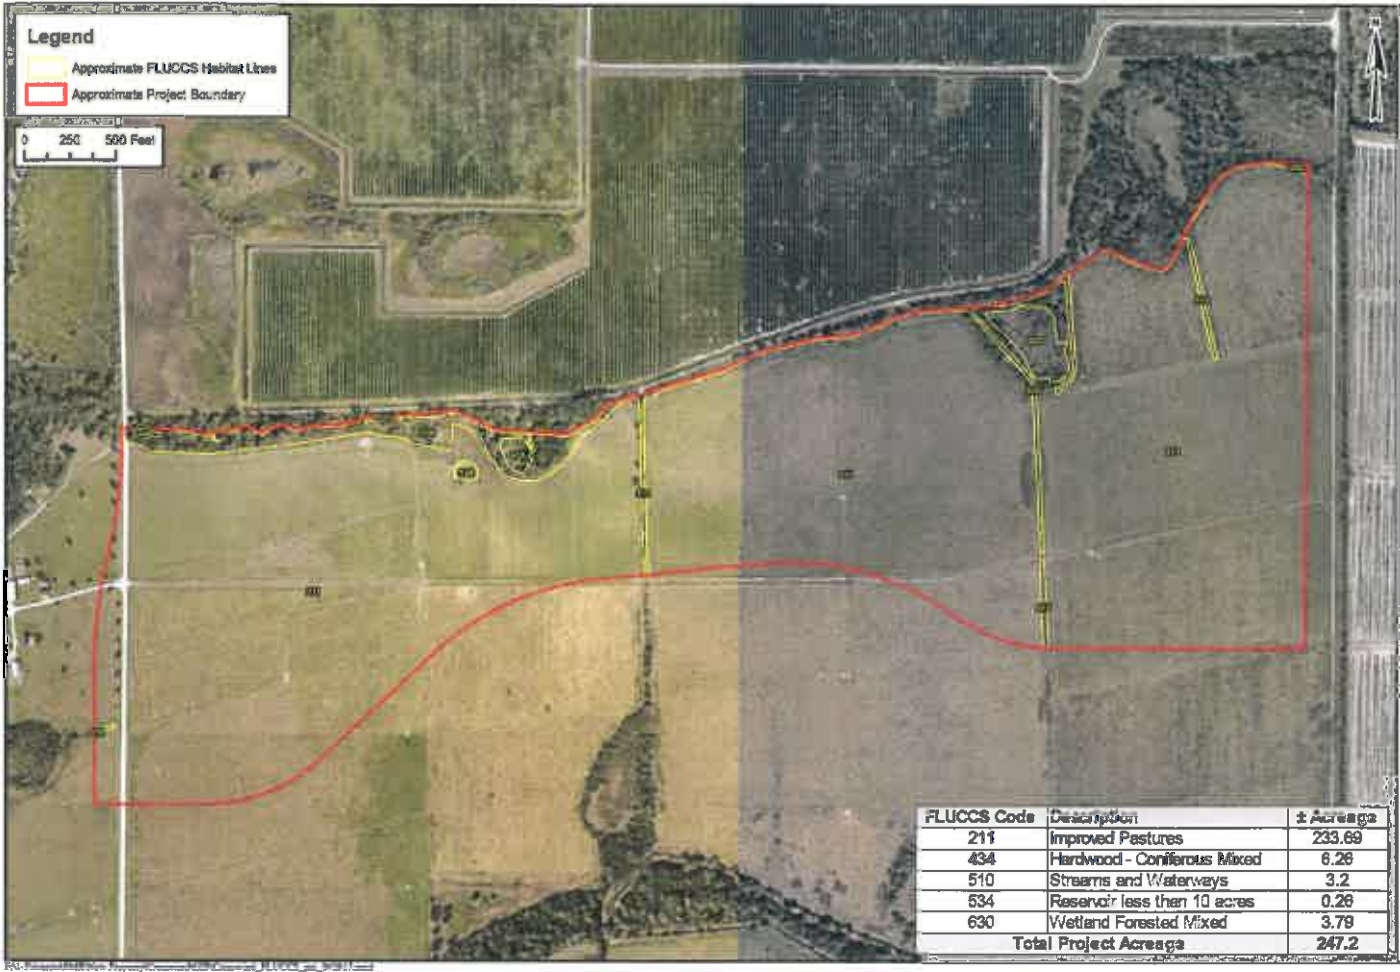 Legend
Approximate FLUCCS Habitat Lines
Approximate Project Boundary
0 250 500 Feet
N
FLUCCS Code Description ± Acreage
211 Improved Pastures 233.69
434 Hardwood - Coniferous Mixed 6.26
510 Streams and Waterways 3.2
534 Reservoir less than 10 acres 0.26
630 Wetland Forested Mixed 3.79
Total Project Acreage 247.2